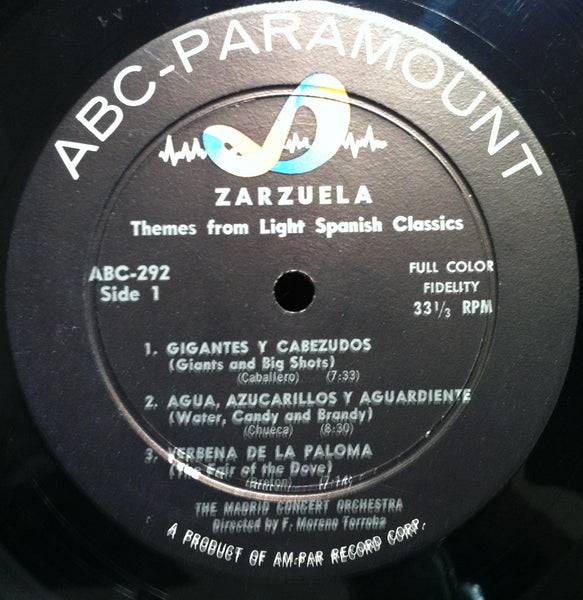 ABC-PARAMOUNT
ZARZUELA
Themes from Light Spanish Classics
ABC-292
Side 1
FULL COLOR
FIDELITY
33 1/3 RPM
1. GIGANTES Y CABEZUDOS
(Giants and Big Shots)
(Caballero) (7:33)
2. AGUA, AZUCARILLOS Y AGUARDIENTE
(Water, Candy and Brandy)
(Chueca) (8:30)
3. VERBENA DE LA PALOMA
(The Fair of the Dove)
(Breton)
THE MADRID CONCERT ORCHESTRA
Directed by F. Moreno Torroba
A PRODUCT OF AM-PAR RECORD CORP.